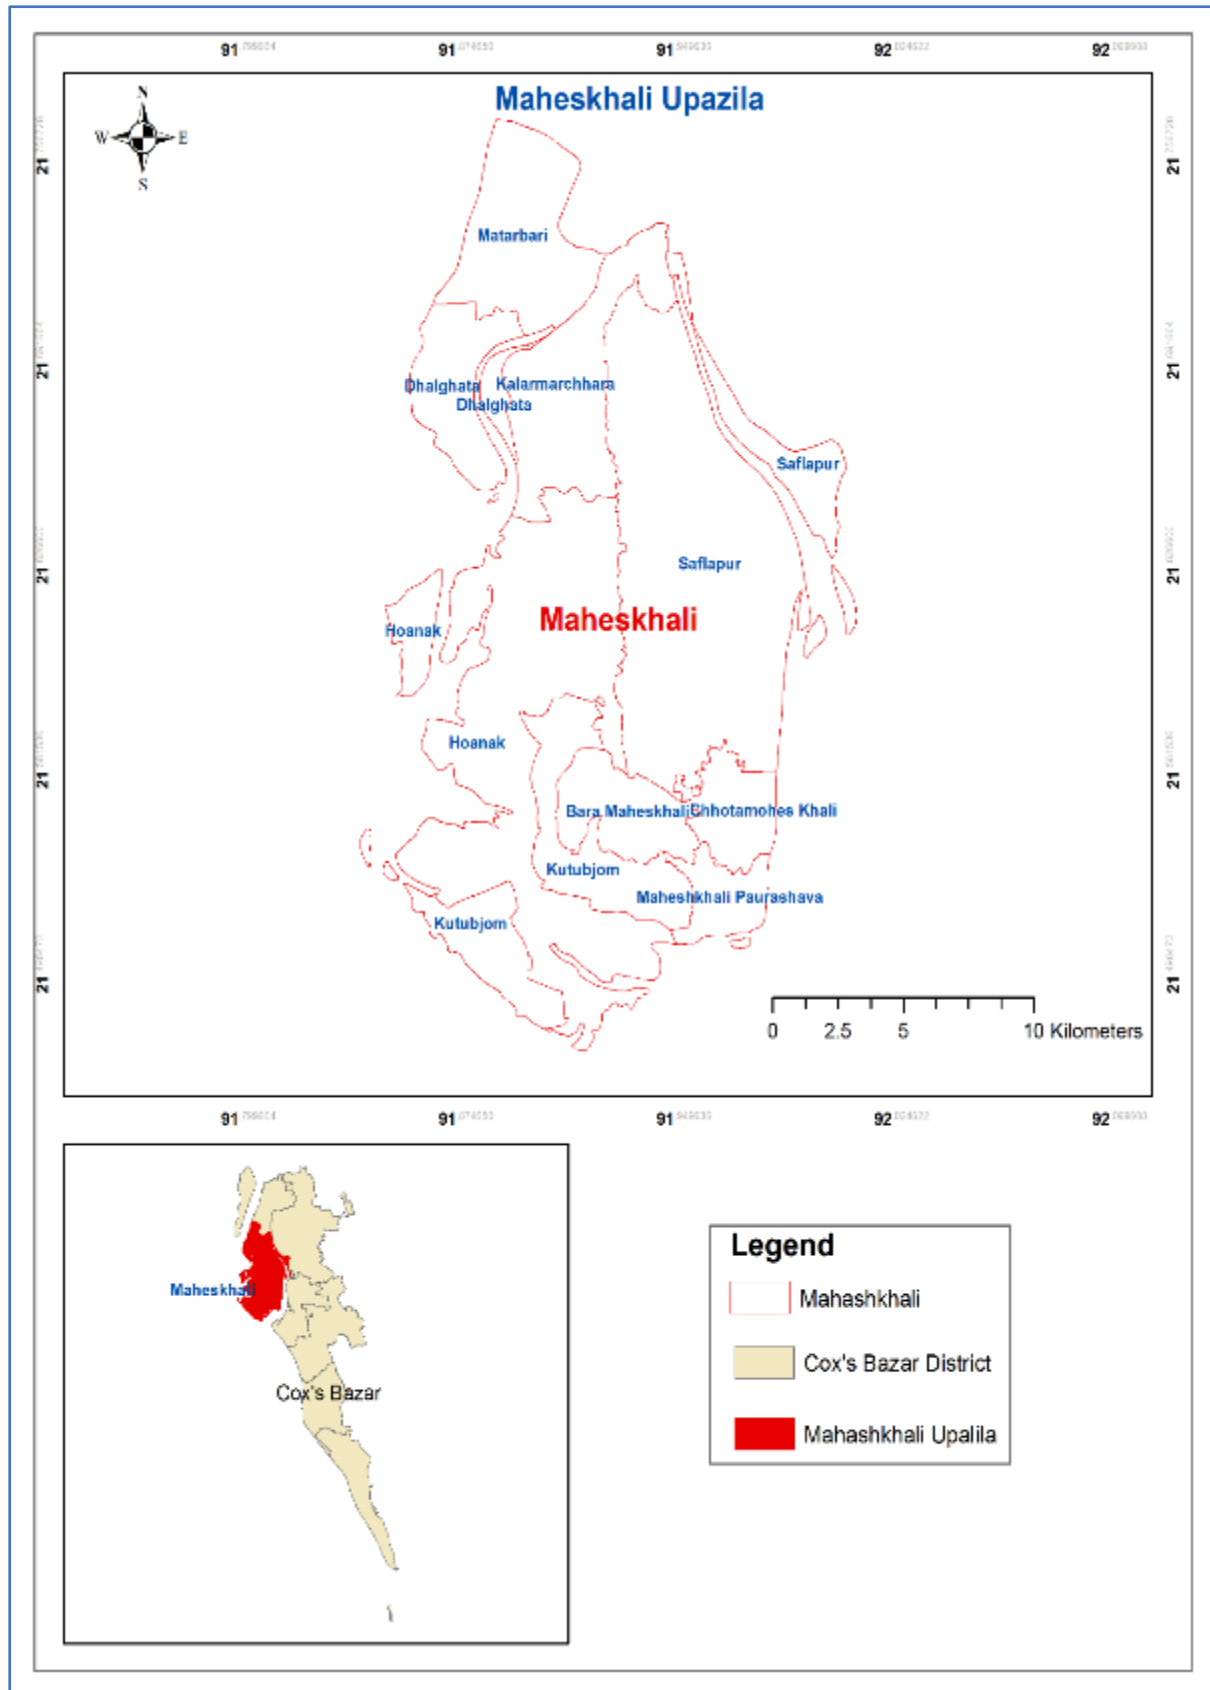 91 91 91 92 92
Maheskhali Upazila
N
W E
S
21 21
Matarbari
21 21
Dhalghata Kalarmarchhara
Dhalghata
Saflapur
21 21
Saflapur
Maheskhali
Hoanak
Hoanak
21 21
Bara Maheskhali Chhotamohes Khali
Kutubjom
Maheshkhali Paurashava
Kutubjom
21 21
0 2.5 5 10 Kilometers
91 91 91 92 92
Maheskhali
Cox's Bazar
Legend
Mahashkhali
Cox's Bazar District
Mahashkhali Upalila